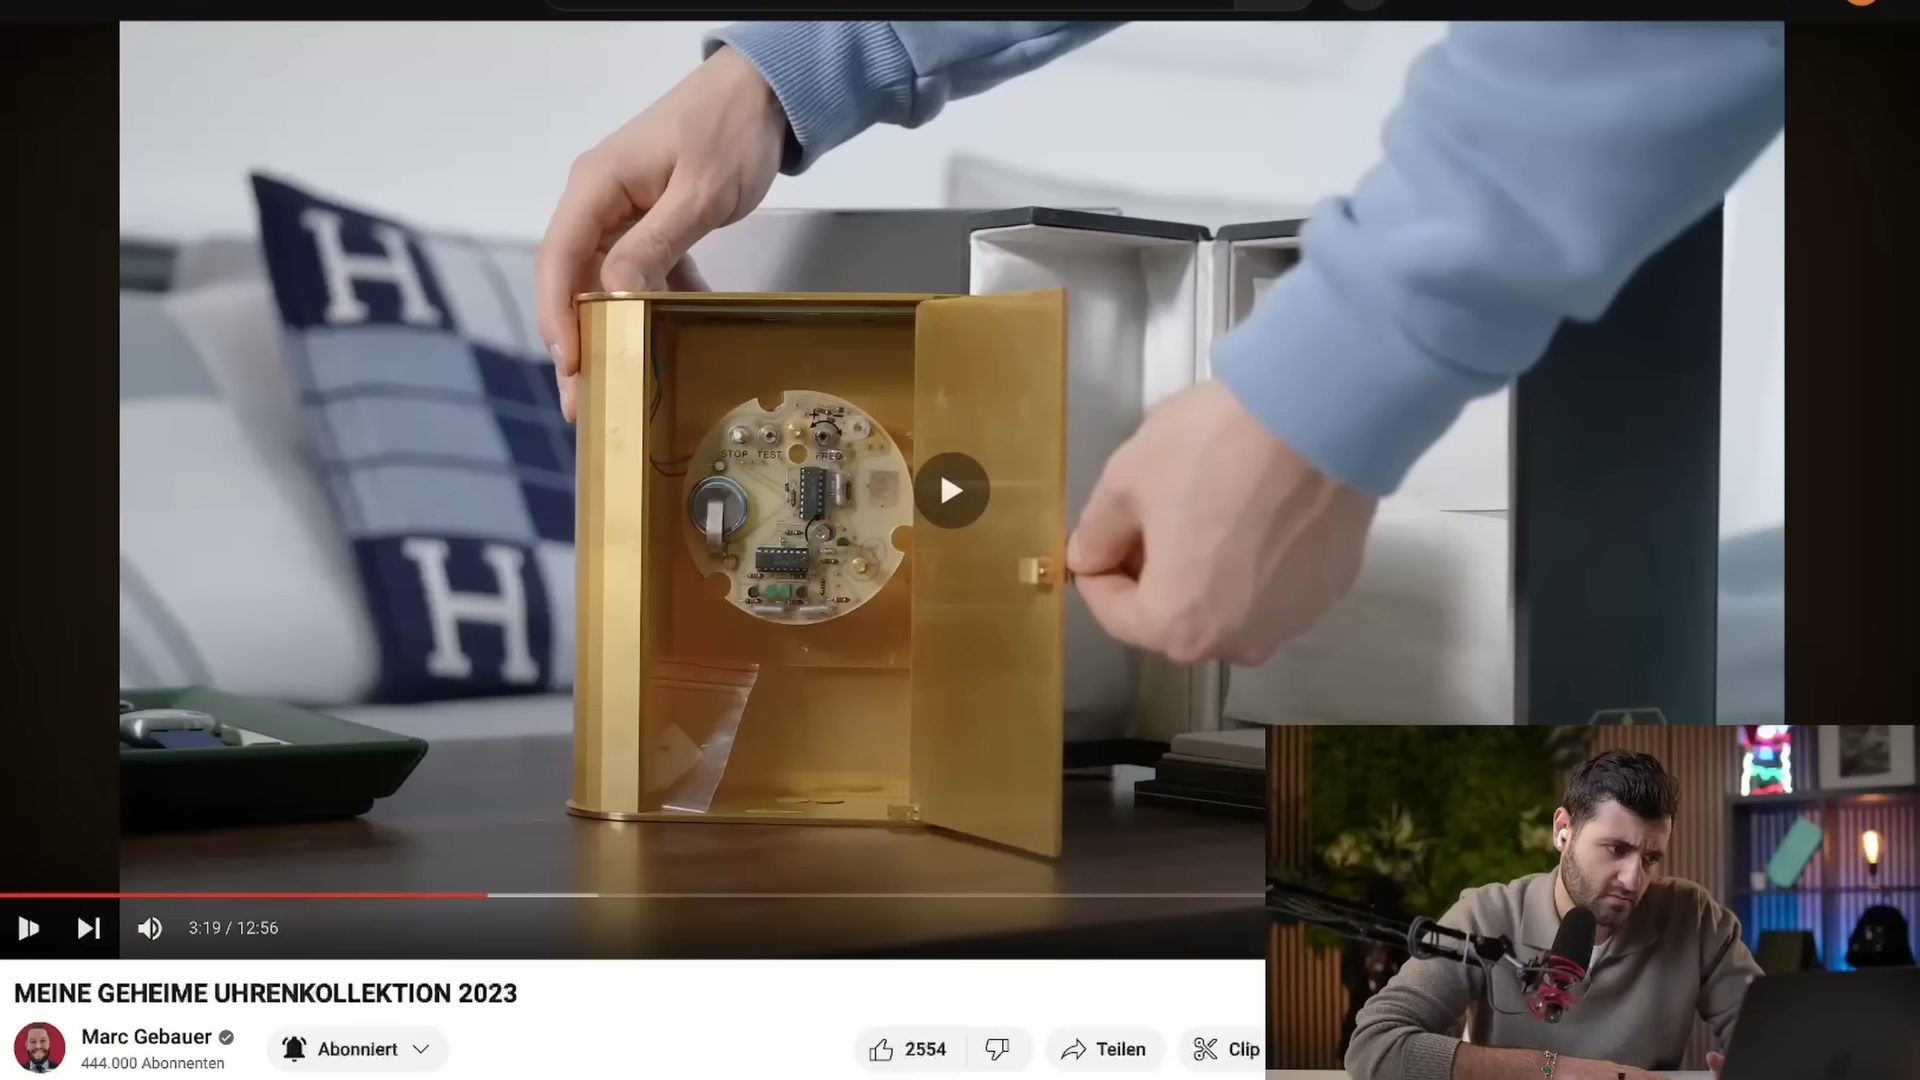 H
H
STOP TEST FREQ
3:19 / 12:56
MEINE GEHEIME UHRENKOLLEKTION 2023
Marc Gebauer
444.000 Abonnenten
Abonniert
2554
Teilen
Clip